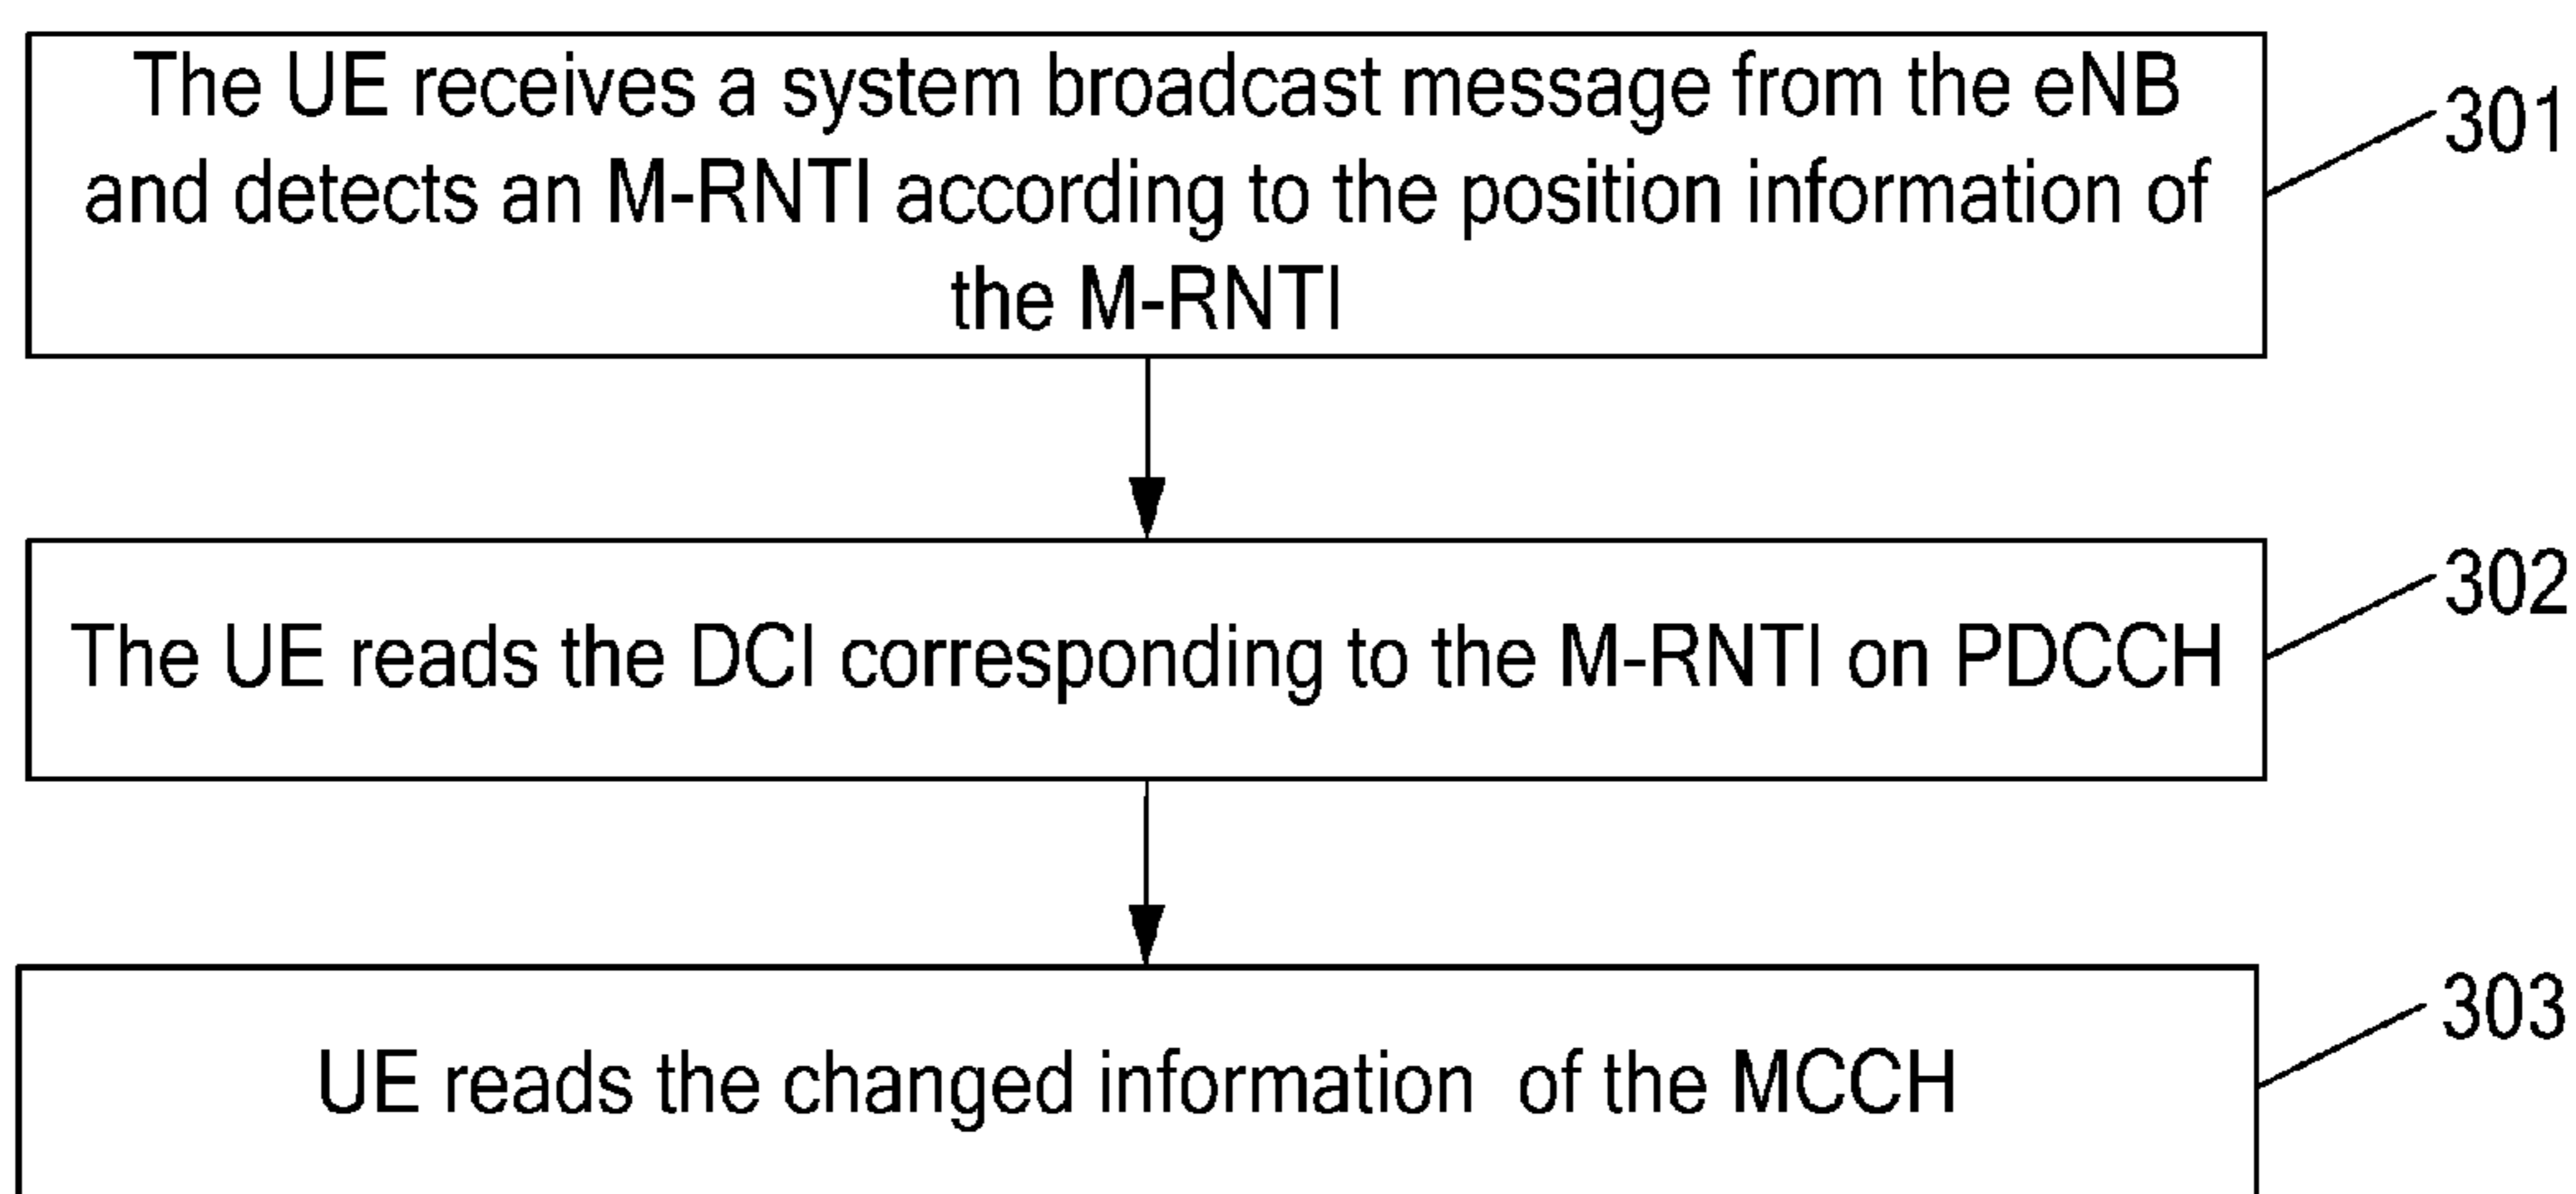 The UE receives a system broadcast message from the eNB
and detects an M-RNTI according to the position information of
the M-RNTI
301
The UE reads the DCI corresponding to the M-RNTI on PDCCH
302
UE reads the changed information of the MCCH
303